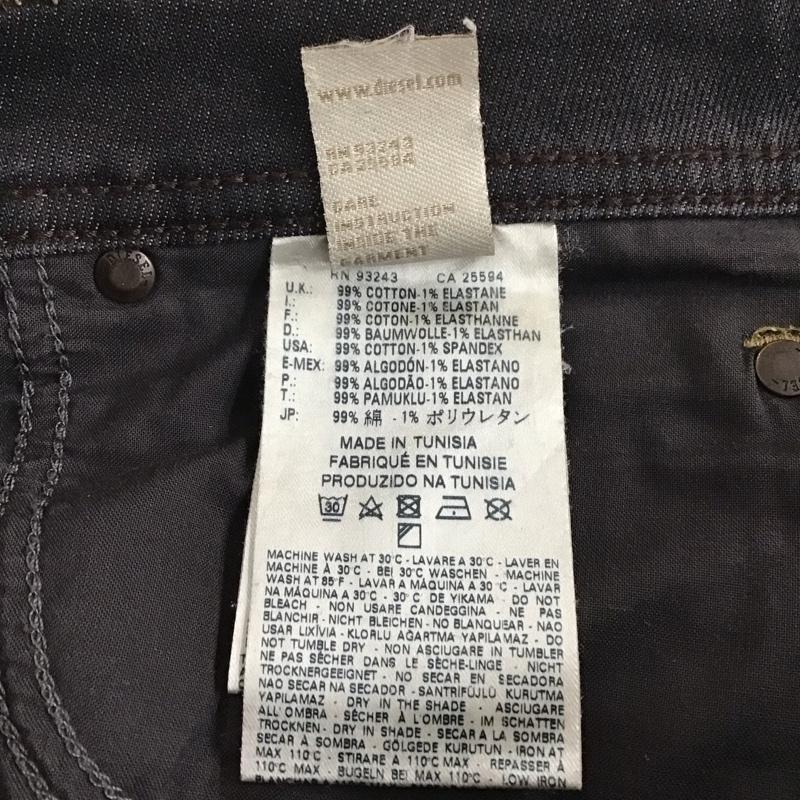 www.diesel.com
RN 93243
CA 25594
CARE
INSTRUCTION
INSIDE THE
GARMENT
DIESEL
RN 93243 CA 25594
U.K.: 99% COTTON-1% ELASTANE
I.: 99% COTONE-1% ELASTAN
F.: 99% COTON-1% ELASTHANNE
D.: 99% BAUMWOLLE-1% ELASTHAN
USA: 99% COTTON-1% SPANDEX
E-MEX: 99% ALGODÓN-1% ELASTANO
P.: 99% ALGODÃO-1% ELASTANO
T.: 99% PAMUKLU-1% ELASTAN
JP: 99% 綿 - 1% ポリウレタン
MADE IN TUNISIA
FABRIQUÉ EN TUNISIE
PRODUZIDO NA TUNISIA
30
MACHINE WASH AT 30°C - LAVARE A 30°C - LAVER EN
MACHINE À 30°C - BEI 30°C WASCHEN - MACHINE
WASH AT 85°F - LAVAR A MÁQUINA A 30°C - LAVAR
NA MÁQUINA A 30°C - 30°C DE YIKAMA - DO NOT
BLEACH - NON USARE CANDEGGINA - NE PAS
BLANCHIR - NICHT BLEICHEN - NO BLANQUEAR - NAO
USAR LIXÍVIA - KLORLU AĞARTMA YAPILAMAZ - DO
NOT TUMBLE DRY - NON ASCIUGARE IN TUMBLER
NE PAS SÉCHER DANS LE SÈCHE-LINGE - NICHT
TROCKNERGEEIGNET - NO SECAR EN SECADORA
NAO SECAR NA SECADOR - SANTRİFÜJLÜ KURUTMA
YAPILAMAZ - DRY IN THE SHADE - ASCIUGARE
ALL'OMBRA - SÉCHER À L'OMBRE - IM SCHATTEN
TROCKNEN - DRY IN SHADE - SECAR A LA SOMBRA
SECAR À SOMBRA - GÖLGEDE KURUTUN - IRON AT
MAX 110°C - STIRARE A 110°C - REPASSER À
110°C MAX - BUGELN BEI MAX 110°C - LOW IRON